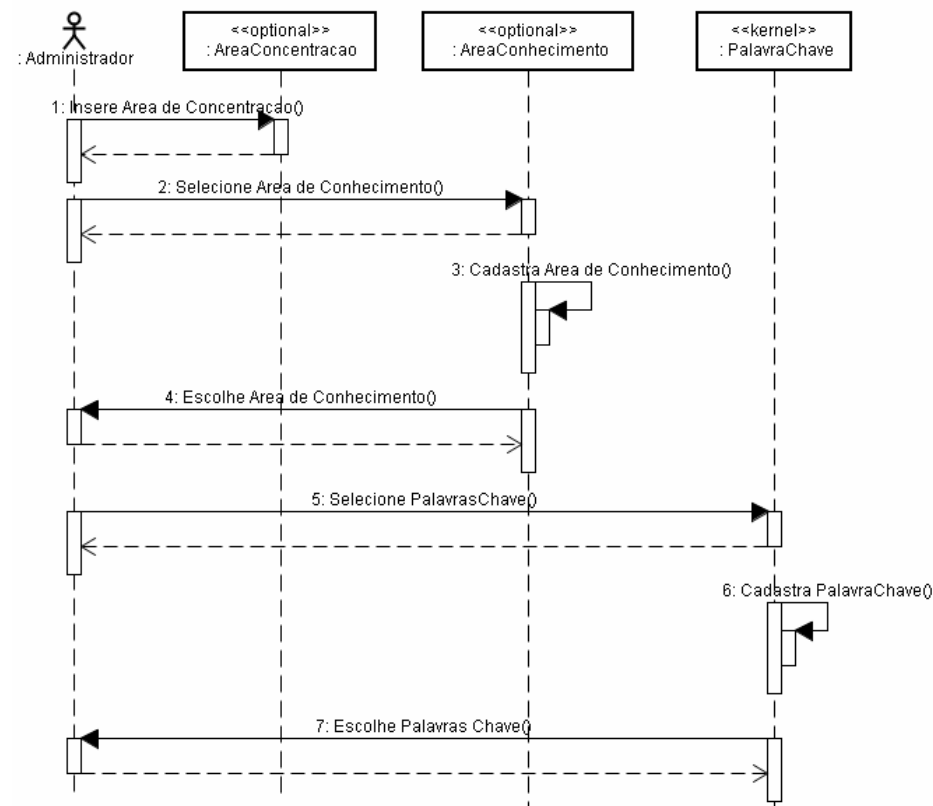 : Administrador
<<optional>>
: AreaConcentracao
<<optional>>
: AreaConhecimento
<<kernel>>
: PalavraChave
1: Insere Area de Concentracao()
2: Selecione Area de Conhecimento()
3: Cadastra Area de Conhecimento()
4: Escolhe Area de Conhecimento()
5: Selecione PalavrasChave()
6: Cadastra PalavraChave()
7: Escolhe Palavras Chave()